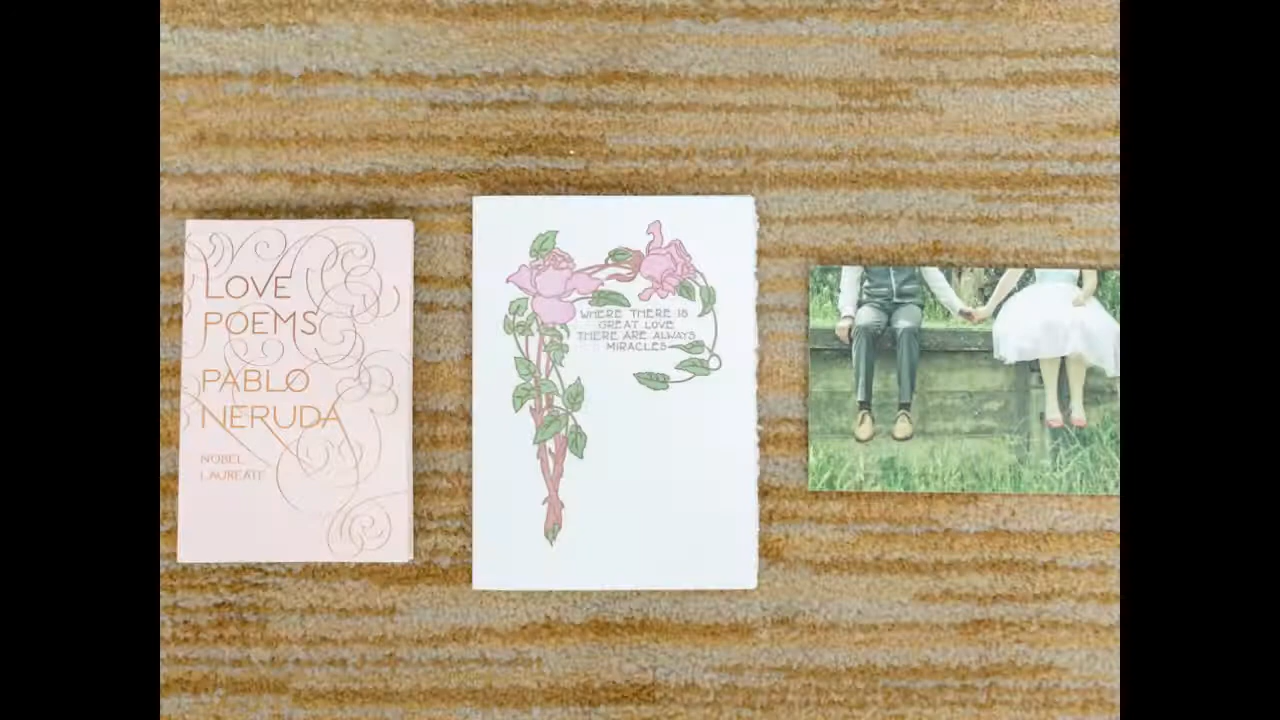 LOVE
POEMS
PABLO
NERUDA
NOBEL
LAUREATE
WHERE THERE IS
GREAT LOVE
THERE ARE ALWAYS
MIRACLES